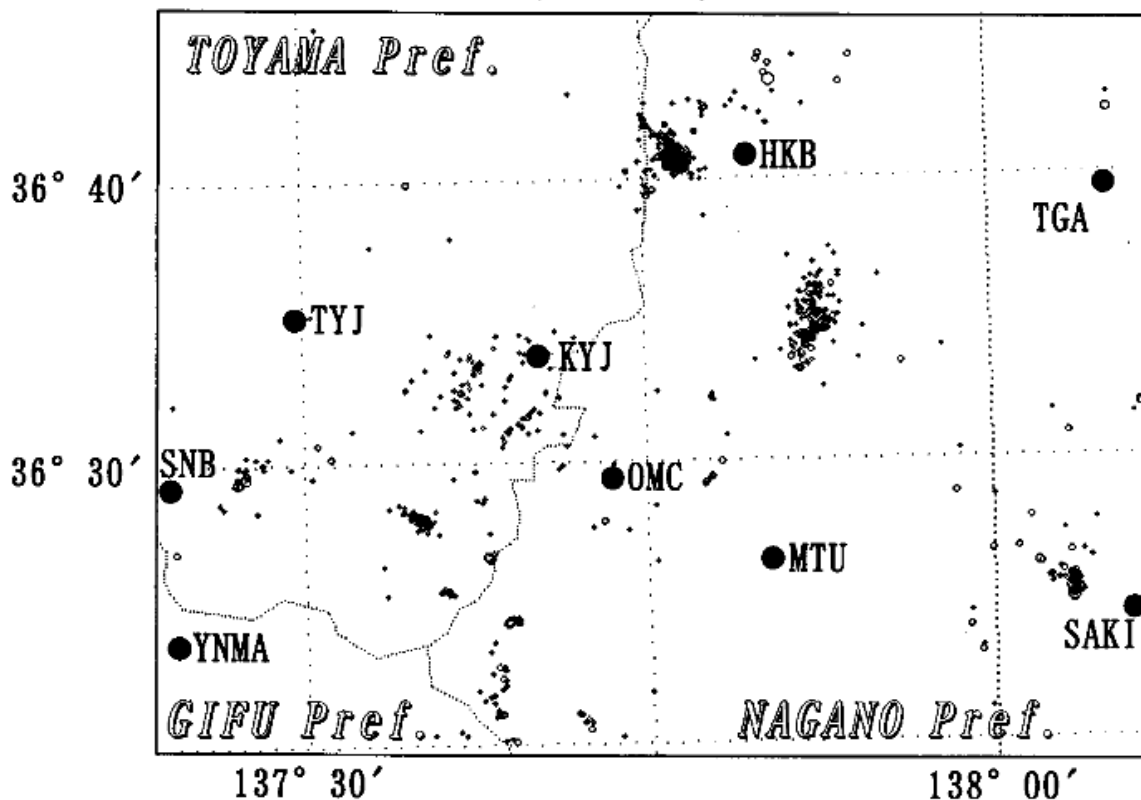 TOYAMA Pref.
HKB
36° 40′
TGA
TYJ
KYJ
SNB
36° 30′
OMC
MTU
SAKI
YNMA
GIFU Pref.
NAGANO Pref.
137° 30′
138° 00′